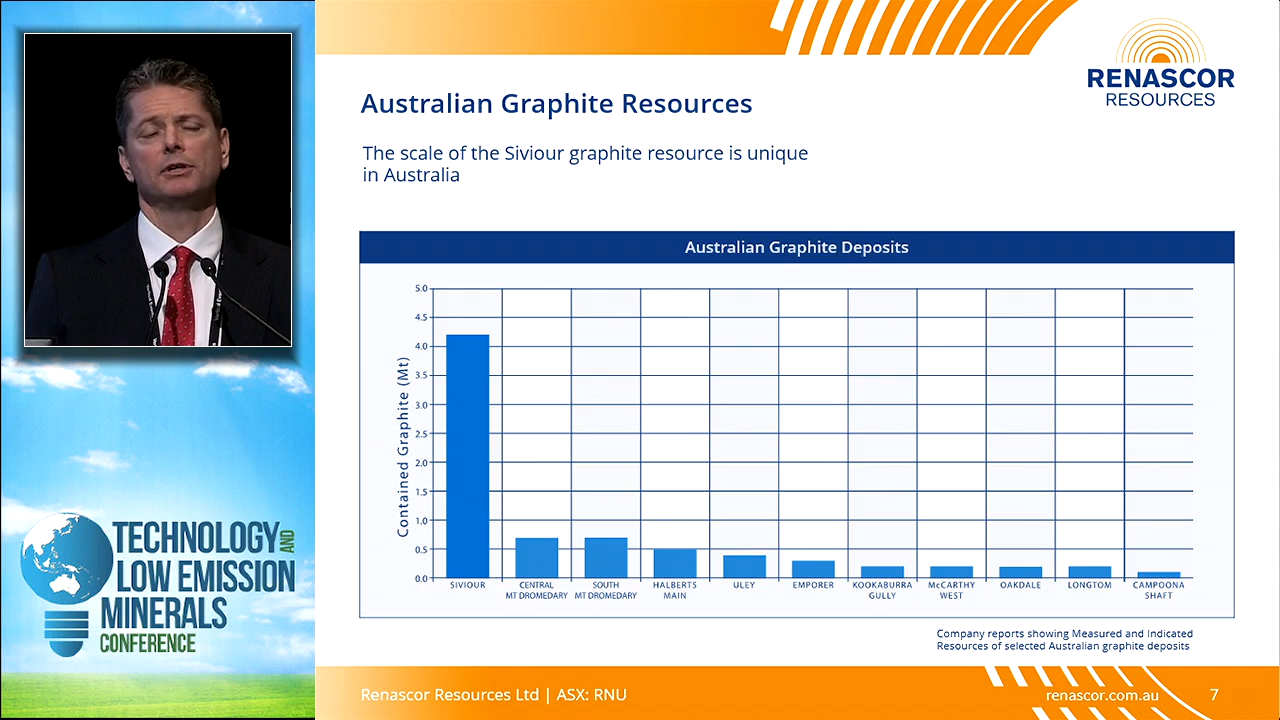 RENASCOR
RESOURCES
Australian Graphite Resources
The scale of the Siviour graphite resource is unique
in Australia
Australian Graphite Deposits
Contained Graphite (Mt)
5.0
4.5
4.0
3.5
3.0
2.5
2.0
1.5
1.0
0.5
0.0
SIVIOUR
CENTRAL
MT DROMEDARY
SOUTH
MT DROMEDARY
HALBERTS
MAIN
ULEY
EMPORER
KOOKABURRA
GULLY
McCARTHY
WEST
OAKDALE
LONGTOM
CAMPOONA
SHAFT
Company reports showing Measured and Indicated
Resources of selected Australian graphite deposits
Renascor Resources Ltd | ASX: RNU
renascor.com.au
7
TECHNOLOGY AND
LOW EMISSION
MINERALS
CONFERENCE